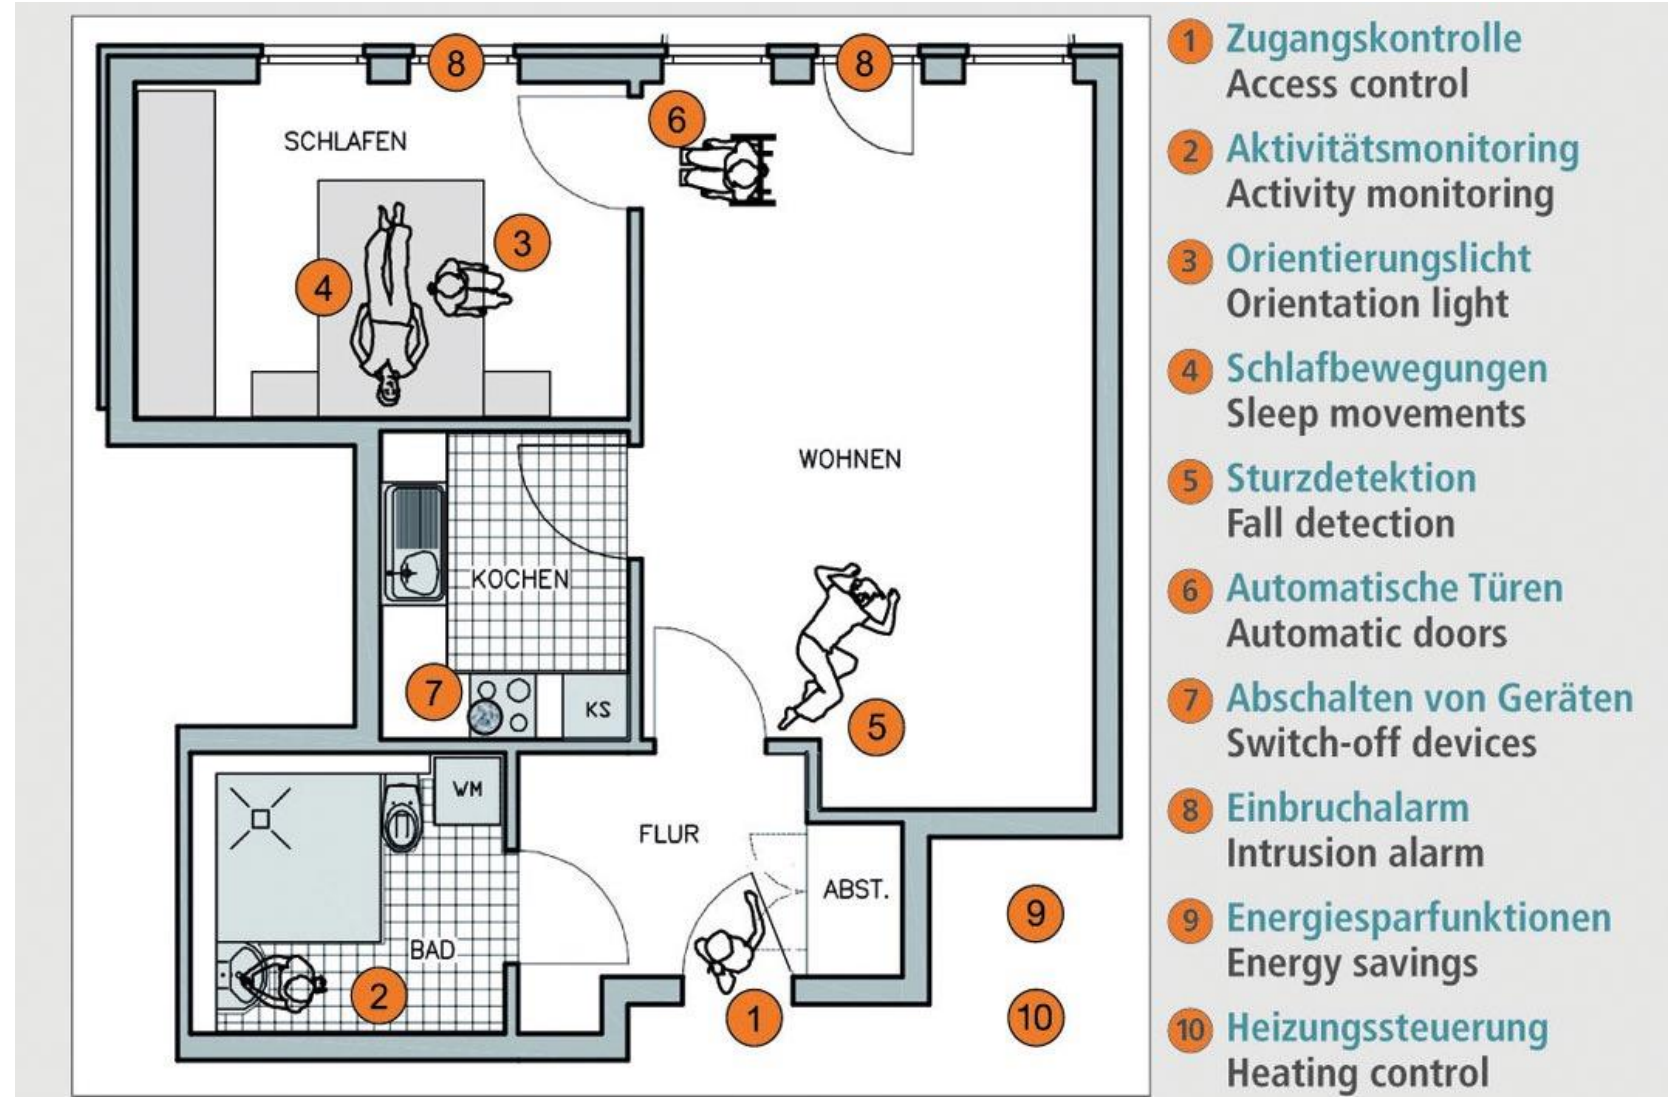 8
8
6
SCHLAFEN
3
4
WOHNEN
KOCHEN
7
KS
5
WM
FLUR
ABST.
9
BAD
2
1
10
1 Zugangskontrolle
Access control
2 Aktivitätsmonitoring
Activity monitoring
3 Orientierungslicht
Orientation light
4 Schlafbewegungen
Sleep movements
5 Sturzdetektion
Fall detection
6 Automatische Türen
Automatic doors
7 Abschalten von Geräten
Switch-off devices
8 Einbruchalarm
Intrusion alarm
9 Energiesparfunktionen
Energy savings
10 Heizungssteuerung
Heating control